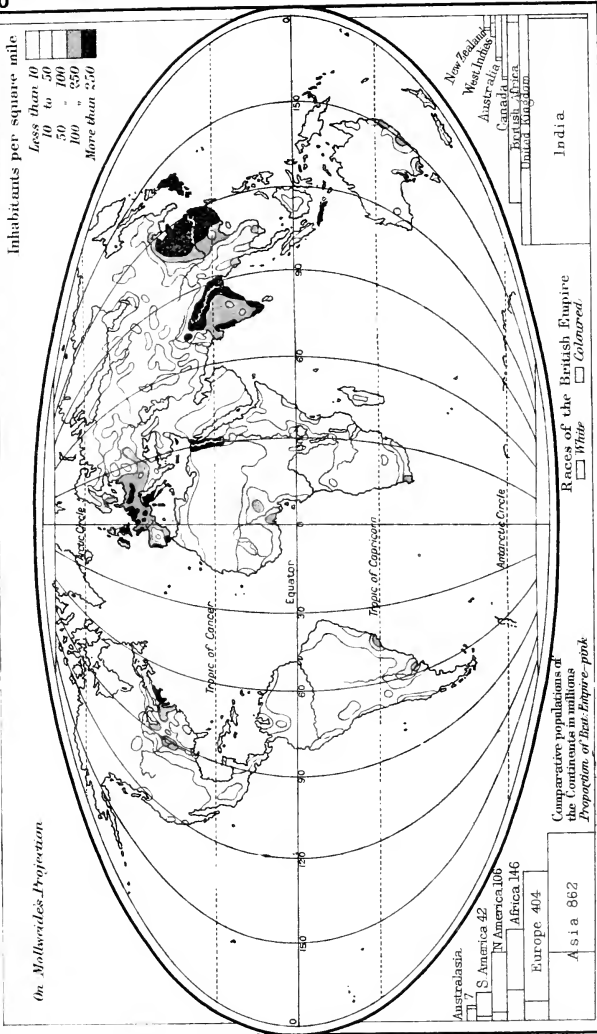 On Mollweides Projection
Inhabitants per square mile
Less than 10
10 to 50
50 " 100
100 " 250
More than 250
Arctic Circle
Tropic of Cancer
Equator
Tropic of Capricorn
Antarctic Circle
0
150
120
90
60
30
0
30
60
90
150
0
Australasia
7
S. America 42
N America 106
Africa 146
Europe 404
Asia 862
Comparative populations of
the Continents in millions
Proportion of Brit: Empire-pink
Races of the British Empire
White
Coloured
New Zealand
West Indies
Australia
Canada
British Africa
United Kingdom
India